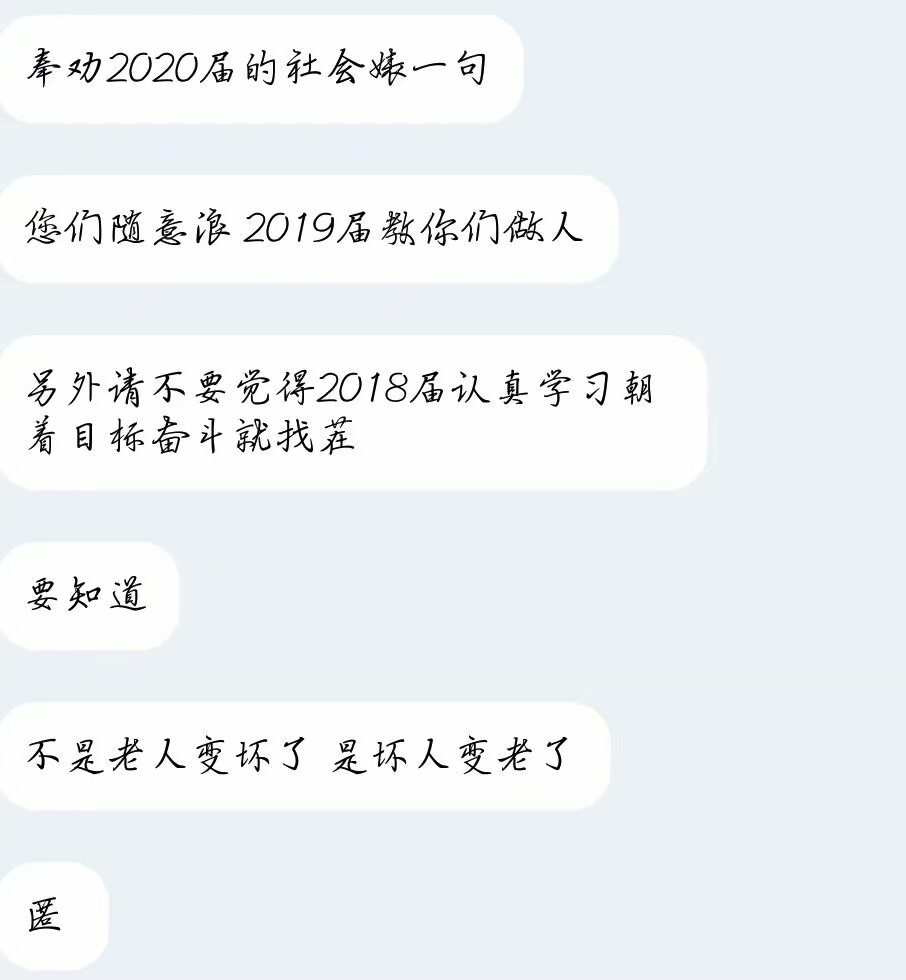 奉劝2020届的社会婊一句
您们随意浪 2019届教你们做人
另外请不要觉得2018届认真学习朝
着目标奋斗就找茬
要知道
不是老人变坏了 是坏人变老了
匿